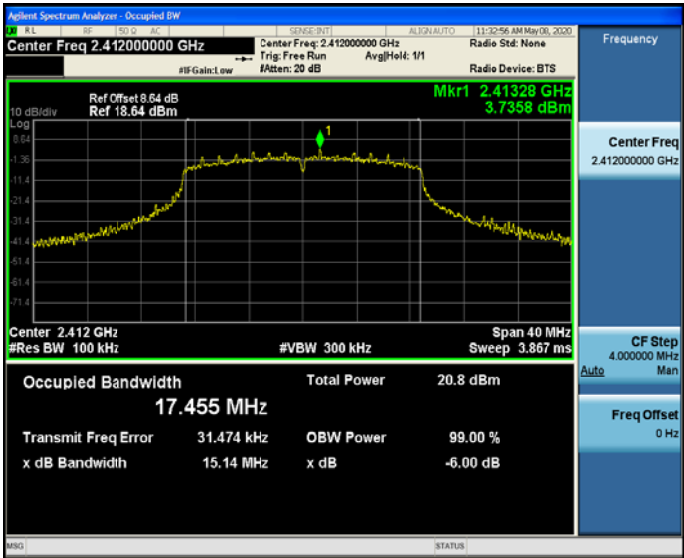 Agilent Spectrum Analyzer - Occupied BW
RL RF 50 Ω AC SENSE:INT ALIGN AUTO 11:32:56 AM May 08, 2020
Center Freq 2.412000000 GHz
Center Freq: 2.412000000 GHz
Radio Std: None
Trig: Free Run Avg|Hold: 1/1
#IFGain:Low #Atten: 20 dB Radio Device: BTS
Frequency
Mkr1 2.41328 GHz
3.7358 dBm
Ref Offset 8.64 dB
10 dB/div Ref 18.64 dBm
Log
8.64
1
-1.36
-11.4
-21.4
-31.4
-41.4
-51.4
-61.4
-71.4
Center 2.412 GHz Span 40 MHz
#Res BW 100 kHz #VBW 300 kHz Sweep 3.867 ms
Center Freq
2.412000000 GHz
CF Step
4.000000 MHz
Auto Man
Freq Offset
0 Hz
Occupied Bandwidth Total Power 20.8 dBm
17.455 MHz
Transmit Freq Error 31.474 kHz OBW Power 99.00 %
x dB Bandwidth 15.14 MHz x dB -6.00 dB
MSG STATUS